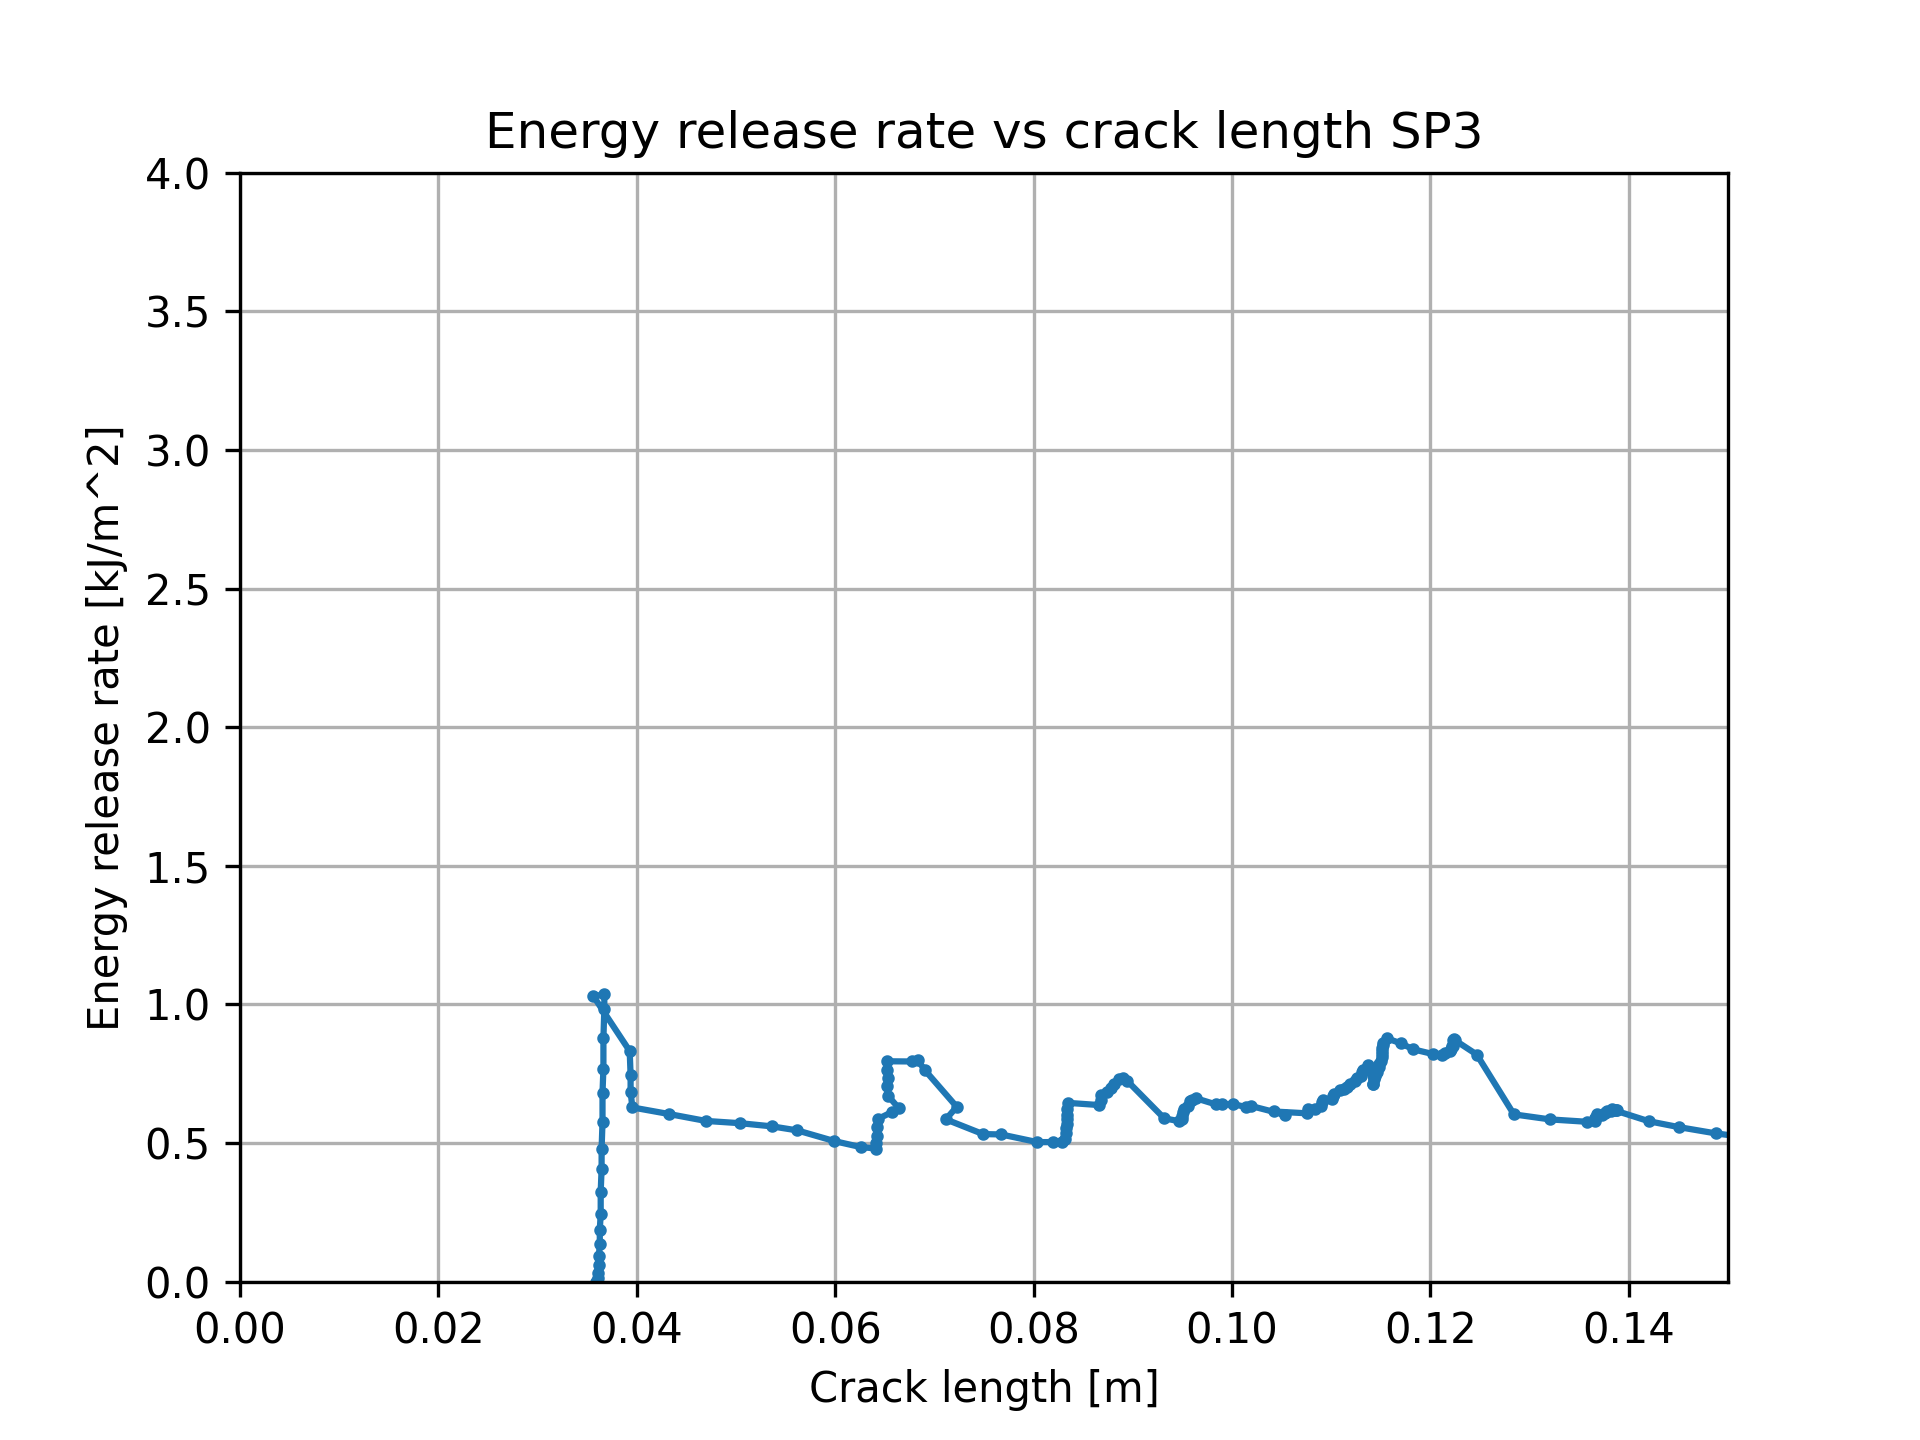 Energy release rate vs crack length SP3
4.0
3.5
3.0
2.5
2.0
1.5
1.0
0.5
0.0
Energy release rate [kJ/m^2]
0.00 0.02 0.04 0.06 0.08 0.10 0.12 0.14
Crack length [m]